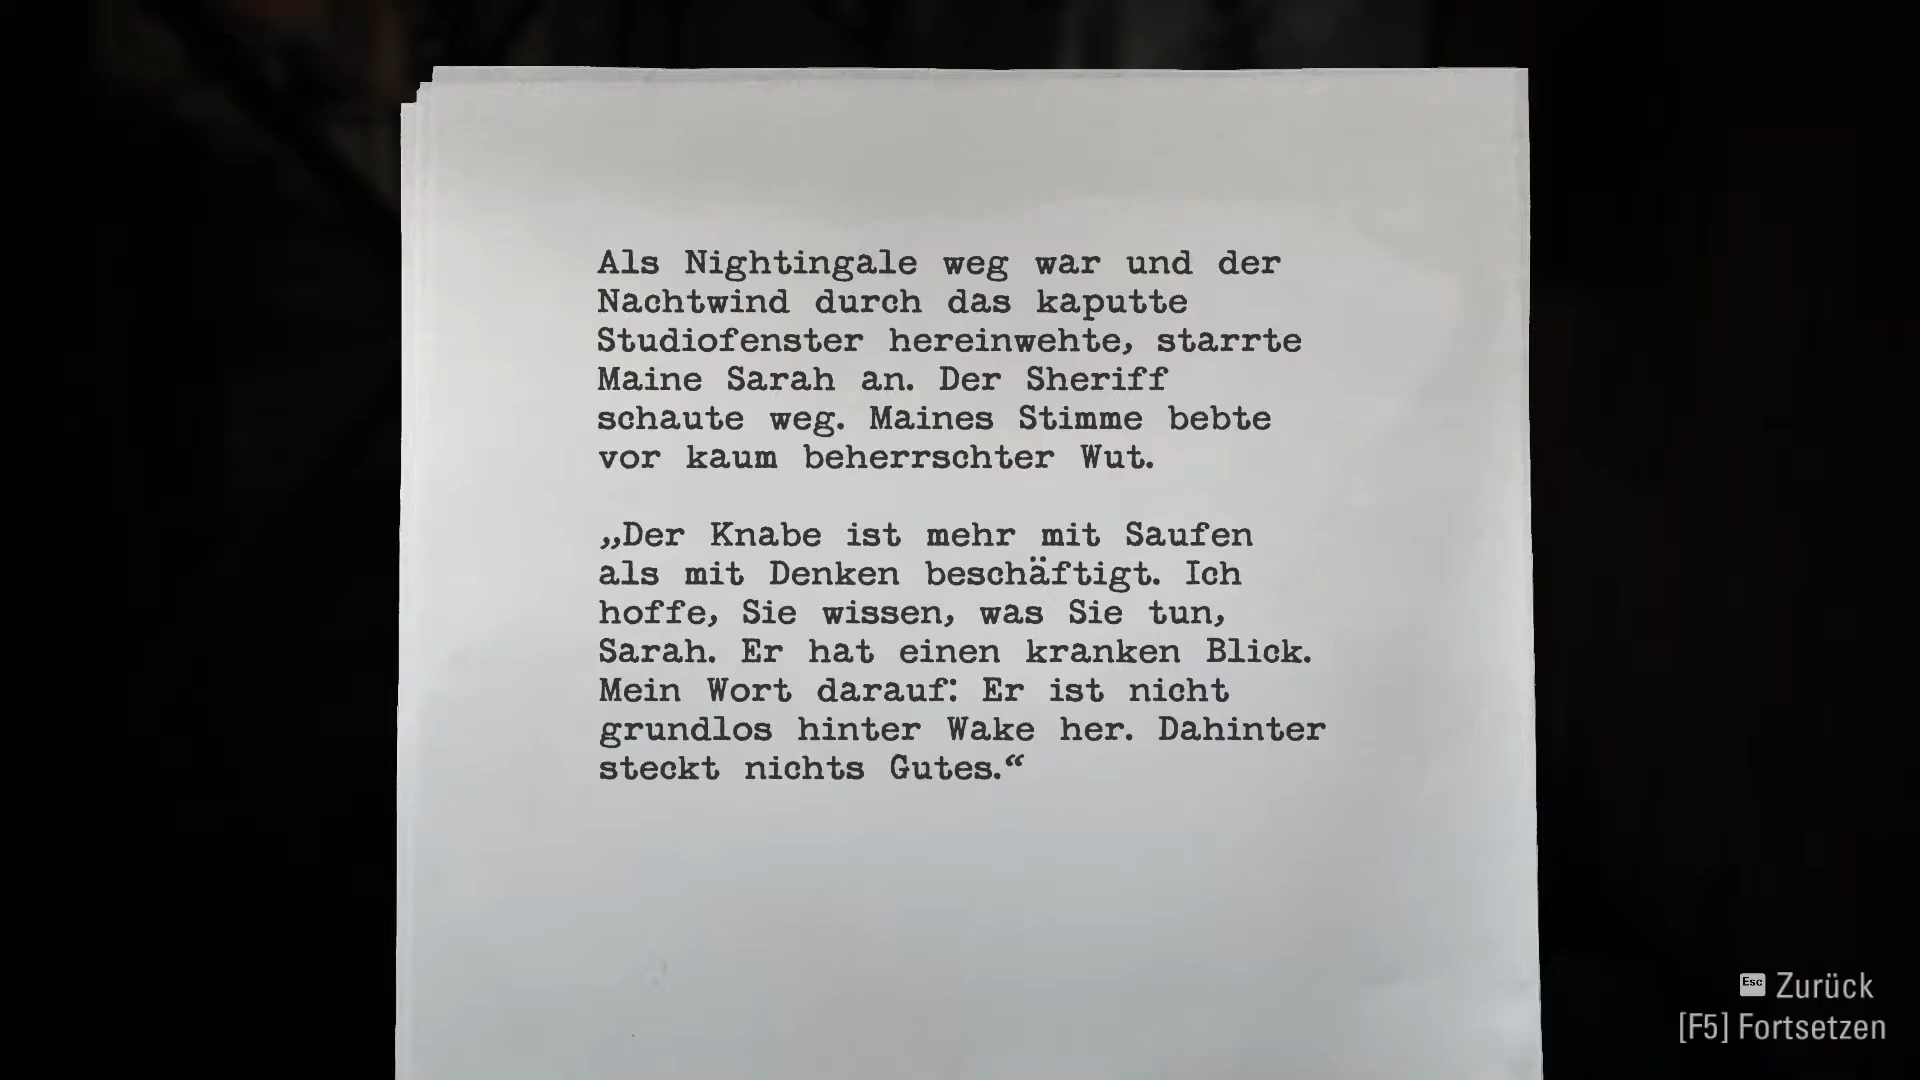 Als Nightingale weg war und der
Nachtwind durch das kaputte
Studiofenster hereinwehte, starrte
Maine Sarah an. Der Sheriff
schaute weg. Maines Stimme bebte
vor kaum beherrschter Wut.
„Der Knabe ist mehr mit Saufen
als mit Denken beschäftigt. Ich
hoffe, Sie wissen, was Sie tun,
Sarah. Er hat einen kranken Blick.
Mein Wort darauf: Er ist nicht
grundlos hinter Wake her. Dahinter
steckt nichts Gutes.“
Esc Zurück
[F5] Fortsetzen